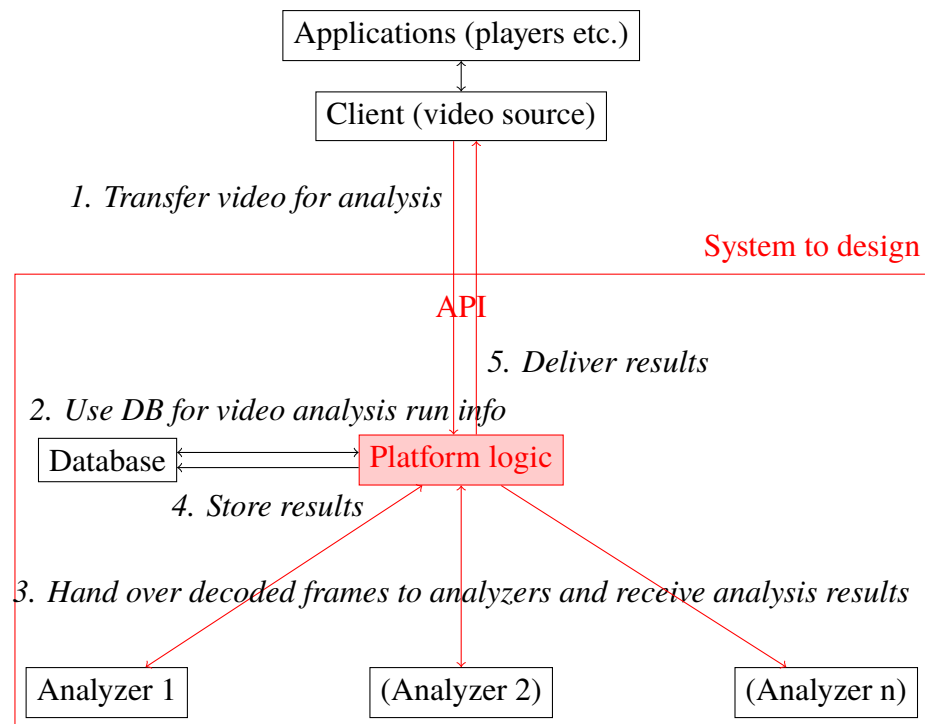 Applications (players etc.)
Client (video source)
1. Transfer video for analysis
System to design
API
5. Deliver results
2. Use DB for video analysis run info
Database
Platform logic
4. Store results
3. Hand over decoded frames to analyzers and receive analysis results
Analyzer 1
(Analyzer 2)
(Analyzer n)